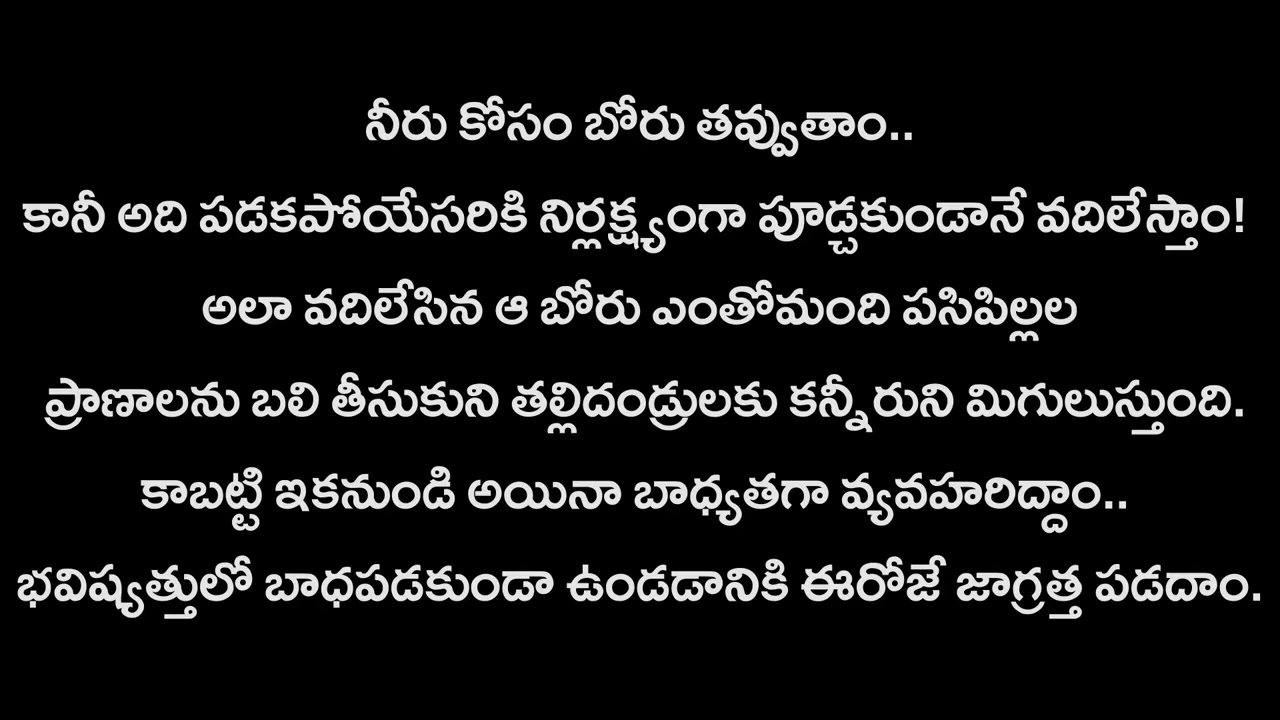 నీరు కోసం బోరు తవ్వుతాం..
కానీ అది పడకపోయేసరికి నిర్లక్ష్యంగా పూడ్చకుండానే వదిలేస్తాం!
అలా వదిలేసిన ఆ బోరు ఎంతోమంది పసిపిల్లల
ప్రాణాలను బలి తీసుకుని తల్లిదండ్రులకు కన్నీరుని మిగులుస్తుంది.
కాబట్టి ఇకనుండి అయినా బాధ్యతగా వ్యవహరిద్దాం..
భవిష్యత్తులో బాధపడకుండా ఉండడానికి ఈరోజే జాగ్రత్త పడదాం.